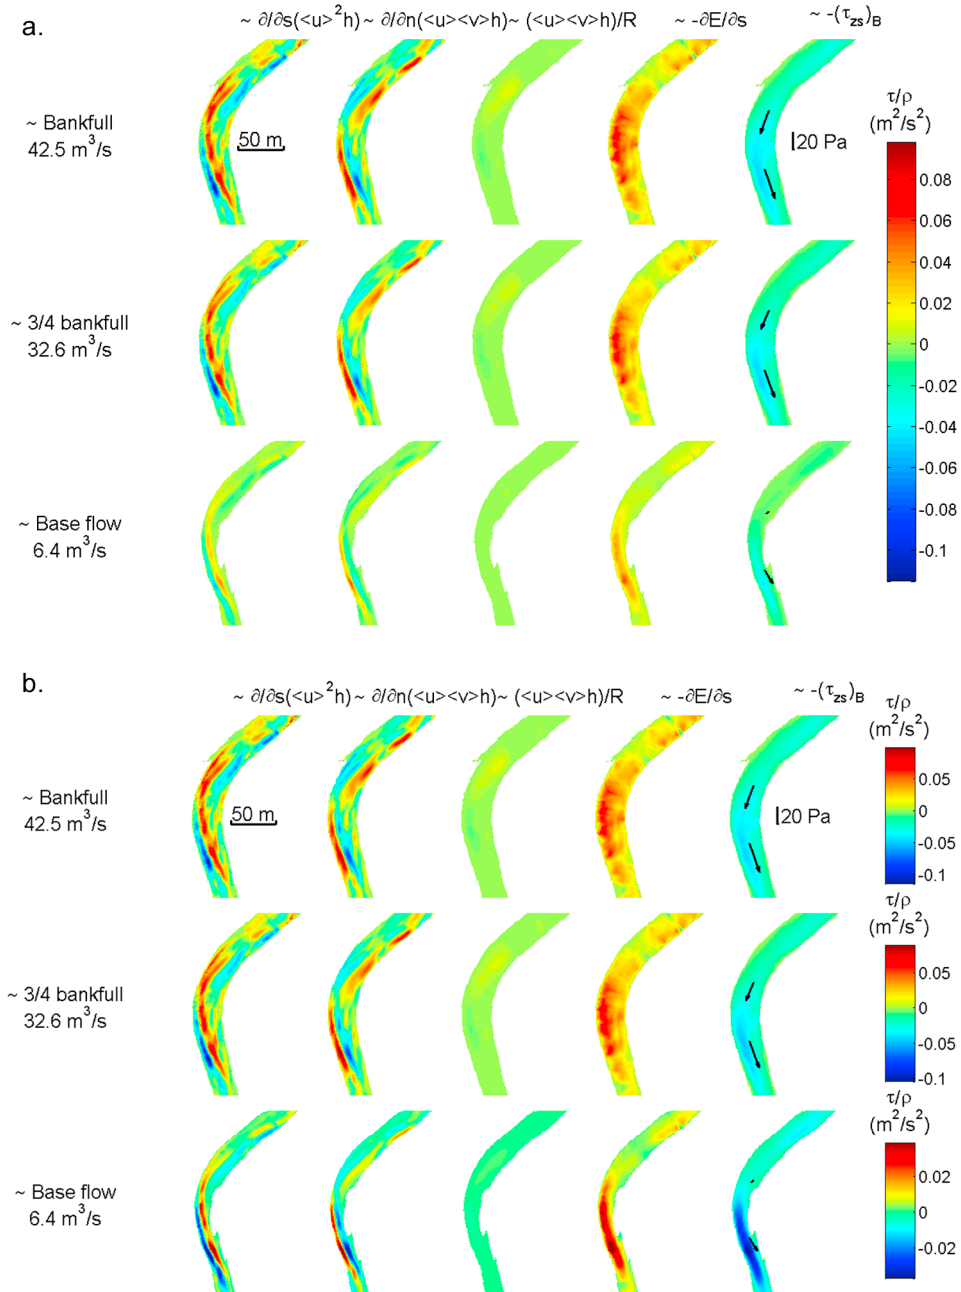 a.
~ ∂/∂s(<u>²h) ~ ∂/∂n(<u><v>h) ~ (<u><v>h)/R ~ -∂E/∂s ~ -(τzs)B
~ Bankfull
42.5 m³/s
50 m
20 Pa
τ/ρ
(m²/s²)
0.08
0.06
0.04
0.02
0
-0.02
-0.04
-0.06
-0.08
-0.1
~ 3/4 bankfull
32.6 m³/s
~ Base flow
6.4 m³/s
b.
~ ∂/∂s(<u>²h) ~ ∂/∂n(<u><v>h) ~ (<u><v>h)/R ~ -∂E/∂s ~ -(τzs)B
~ Bankfull
42.5 m³/s
50 m
20 Pa
τ/ρ
(m²/s²)
0.05
0
-0.05
-0.1
~ 3/4 bankfull
32.6 m³/s
τ/ρ
(m²/s²)
0.05
0
-0.05
-0.1
~ Base flow
6.4 m³/s
τ/ρ
(m²/s²)
0.02
0
-0.02